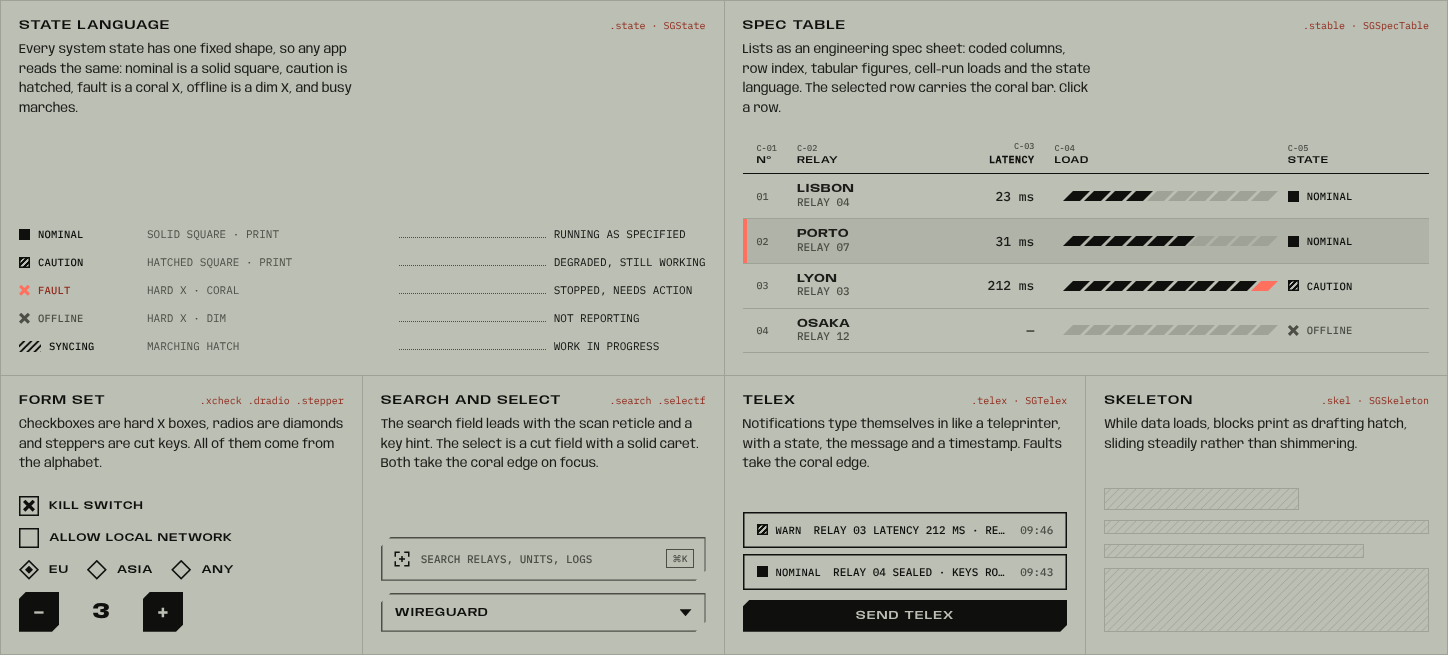 STATE LANGUAGE
.state · SGState
Every system state has one fixed shape, so any app
reads the same: nominal is a solid square, caution is
hatched, fault is a coral X, offline is a dim X, and busy
marches.
NOMINAL SOLID SQUARE · PRINT RUNNING AS SPECIFIED
CAUTION HATCHED SQUARE · PRINT DEGRADED, STILL WORKING
FAULT HARD X · CORAL STOPPED, NEEDS ACTION
OFFLINE HARD X · DIM NOT REPORTING
SYNCING MARCHING HATCH WORK IN PROGRESS
SPEC TABLE
.stable · SGSpecTable
Lists as an engineering spec sheet: coded columns,
row index, tabular figures, cell-run loads and the state
language. The selected row carries the coral bar. Click
a row.
C-01 C-02 C-03 C-04 C-05
Nº RELAY LATENCY LOAD STATE
01 LISBON RELAY 04 23 ms NOMINAL
02 PORTO RELAY 07 31 ms NOMINAL
03 LYON RELAY 03 212 ms CAUTION
04 OSAKA RELAY 12 — OFFLINE
FORM SET
.xcheck .dradio .stepper
Checkboxes are hard X boxes, radios are diamonds
and steppers are cut keys. All of them come from
the alphabet.
KILL SWITCH
ALLOW LOCAL NETWORK
EU ASIA ANY
− 3 +
SEARCH AND SELECT
.search .selectf
The search field leads with the scan reticle and a
key hint. The select is a cut field with a solid caret.
Both take the coral edge on focus.
SEARCH RELAYS, UNITS, LOGS ⌘K
WIREGUARD
TELEX
.telex · SGTelex
Notifications type themselves in like a teleprinter,
with a state, the message and a timestamp. Faults
take the coral edge.
WARN RELAY 03 LATENCY 212 MS · RE… 09:46
NOMINAL RELAY 04 SEALED · KEYS RO… 09:43
SEND TELEX
SKELETON
.skel · SGSkeleton
While data loads, blocks print as drafting hatch,
sliding steadily rather than shimmering.